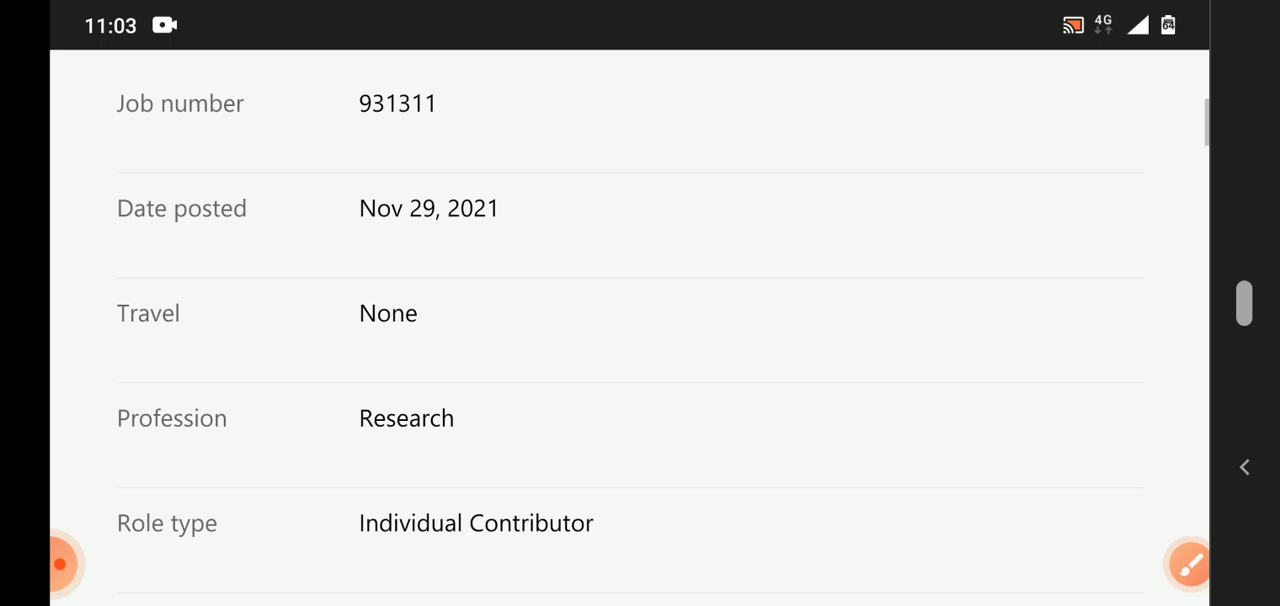 11:03 4G 64
Job number 931311
Date posted Nov 29, 2021
Travel None
Profession Research
Role type Individual Contributor